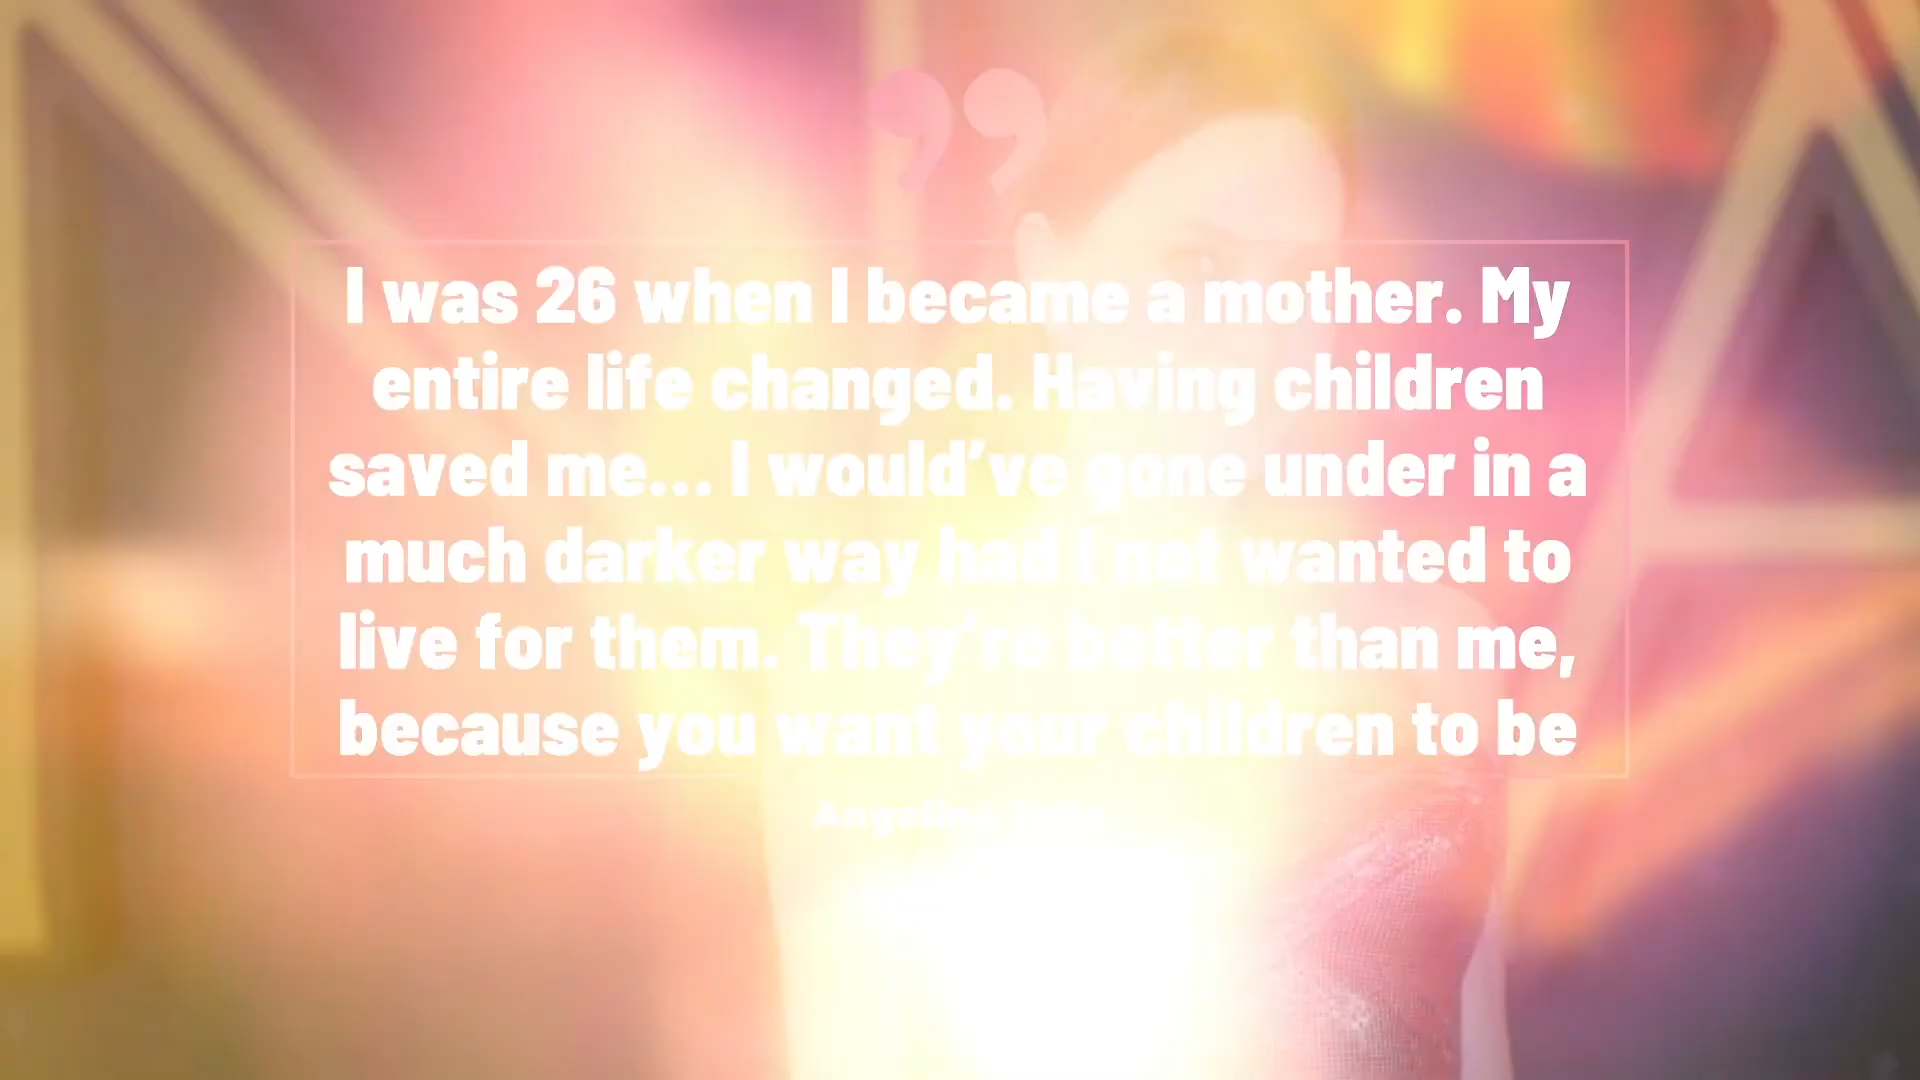 ”
I was 26 when I became a mother. My
entire life changed. Having children
saved me... I would’ve gone under in a
much darker way had I not wanted to
live for them. They’re better than me,
because you want your children to be
Angelina